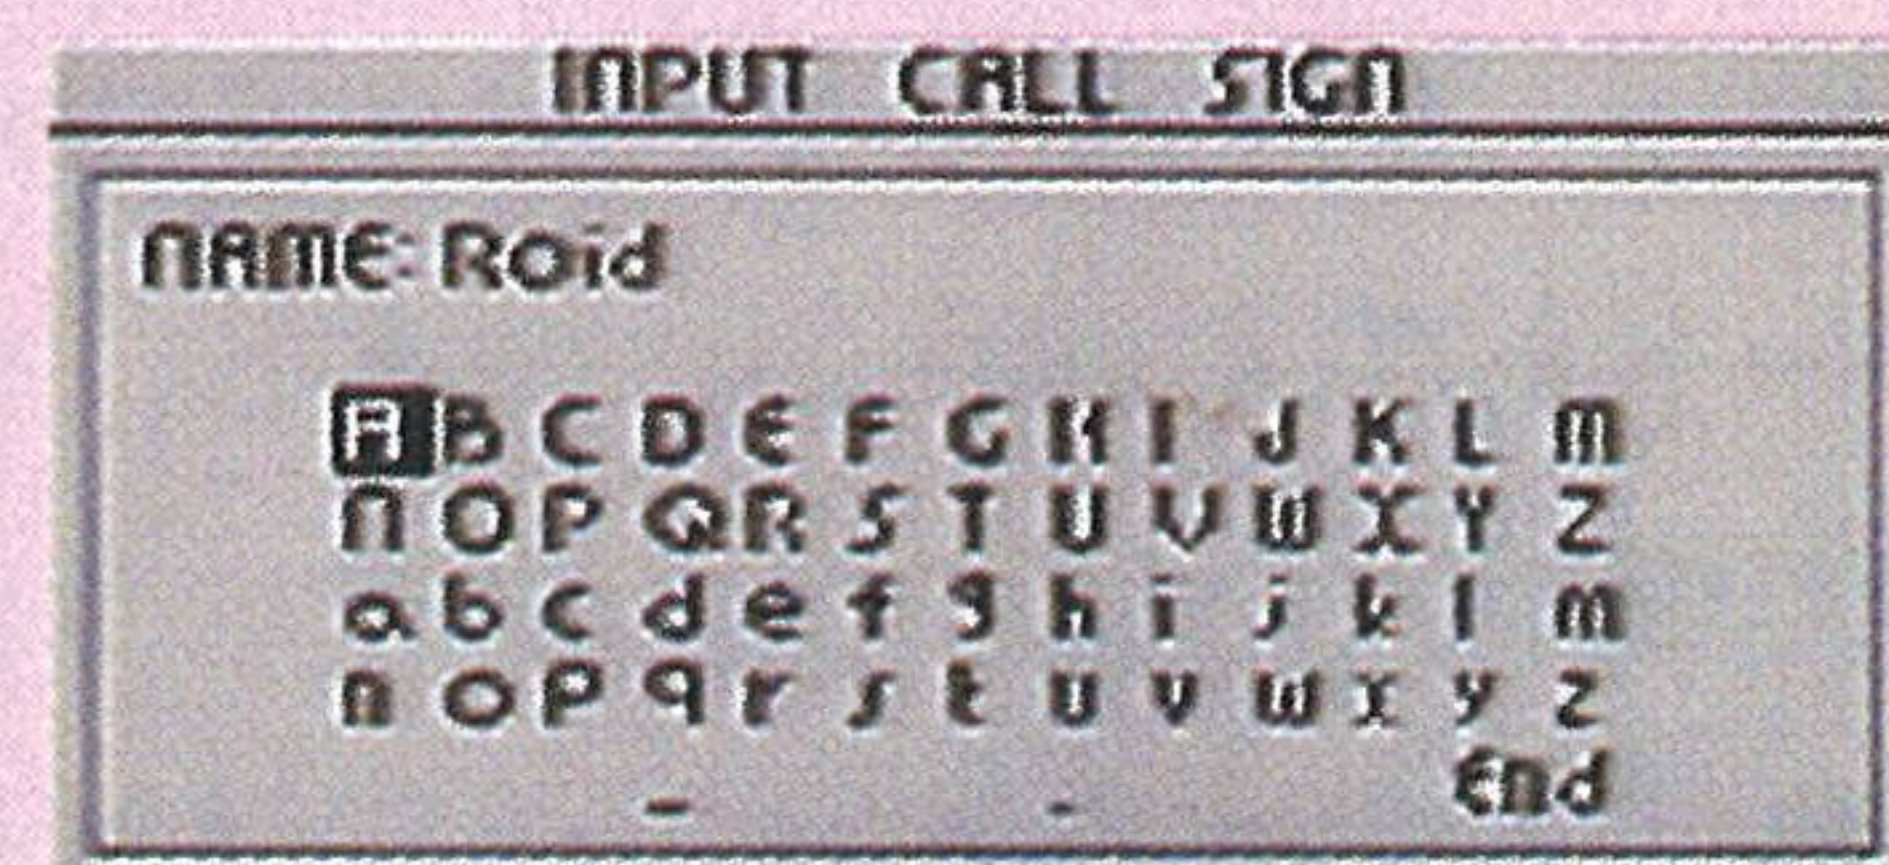 INPUT CALL SIGN
NAME: Roid
A B C D E F G H I J K L M
N O P Q R S T U V W X Y Z
a b c d e f g h i j k l m
n o p q r s t u v w x y z
_ - End